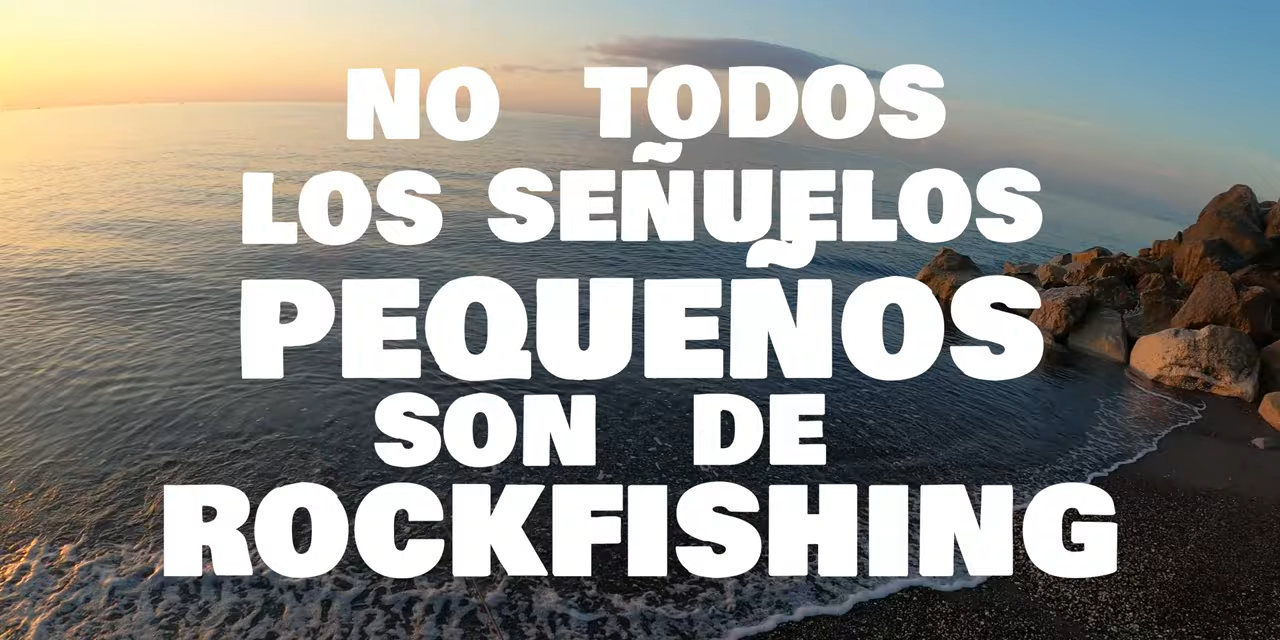 NO TODOS
LOS SEÑUELOS
PEQUEÑOS
SON DE
ROCKFISHING